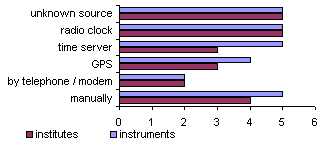 unknown source
radio clock
time server
GPS
by telephone / modem
manually
0 1 2 3 4 5 6
institutes instruments